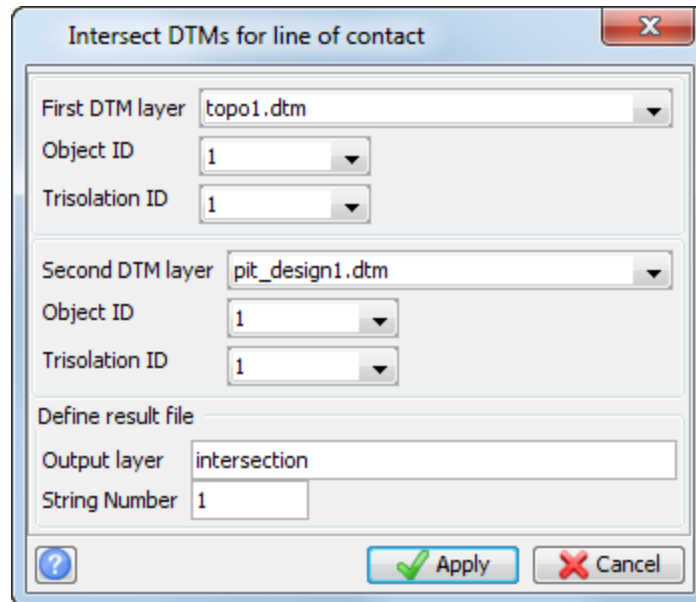 Intersect DTMs for line of contact
First DTM layer topo1.dtm
Object ID 1
Trisolation ID 1
Second DTM layer pit_design1.dtm
Object ID 1
Trisolation ID 1
Define result file
Output layer intersection
String Number 1
? Apply Cancel